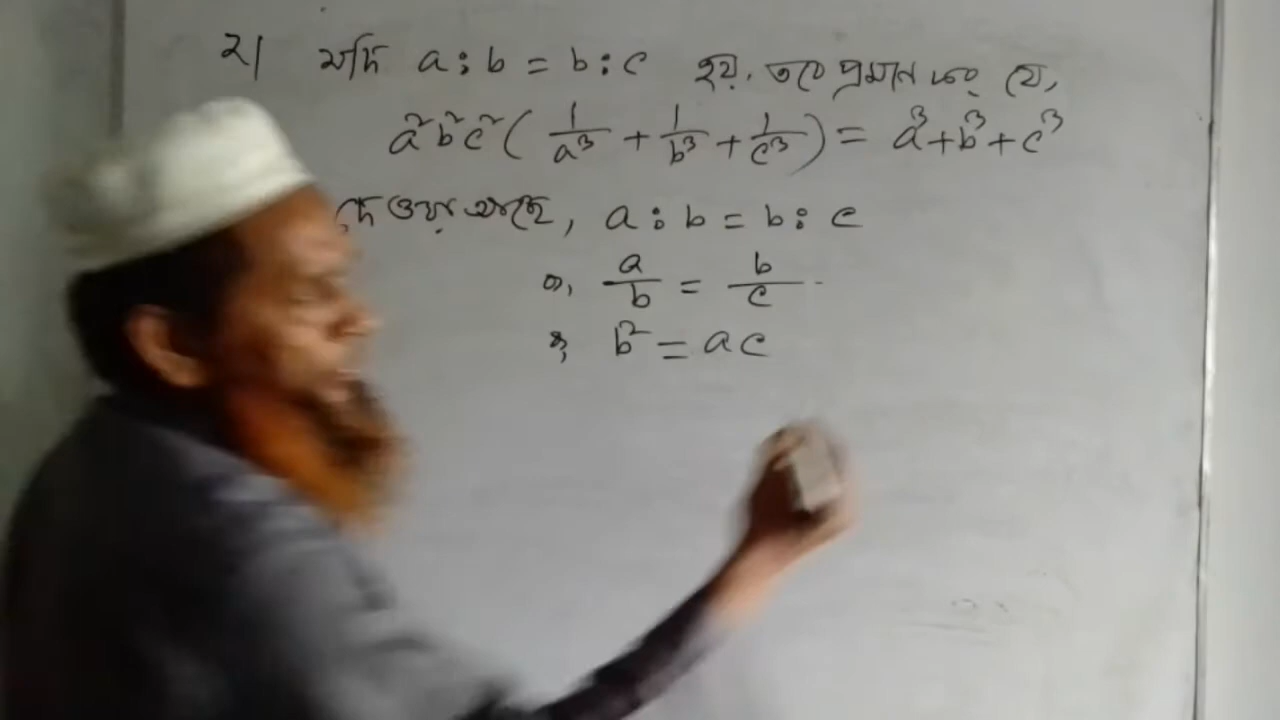 ২। যদি a : b = b : c হয়, তবে প্রমান কর যে,
a²b²c² ( 1/a³ + 1/b³ + 1/c³ ) = a³ + b³ + c³
দেওয়া আছে, a : b = b : c
বা, a/b = b/c
বা, b² = ac